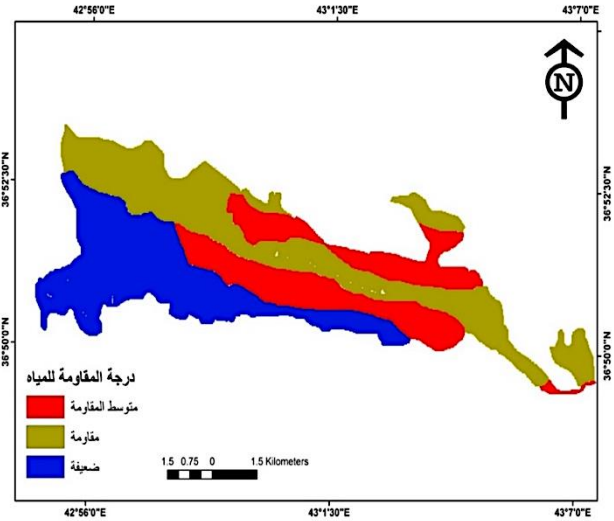 42°56'0"E 43°1'30"E 43°7'0"E
N
36°52'30"N 36°52'30"N
36°50'0"N 36°50'0"N
درجة المقاومة للمياه
متوسط المقاومة
مقاومة
ضعيفة
1.5 0.75 0 1.5 Kilometers
42°56'0"E 43°1'30"E 43°7'0"E